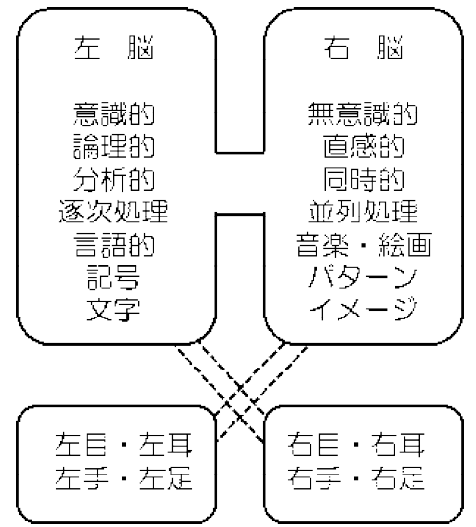 左 脳
意識的
論理的
分析的
逐次処理
言語的
記号
文字
右 脳
無意識的
直感的
同時的
並列処理
音楽・絵画
パターン
イメージ
左目・左耳
左手・左足
右目・右耳
右手・右足